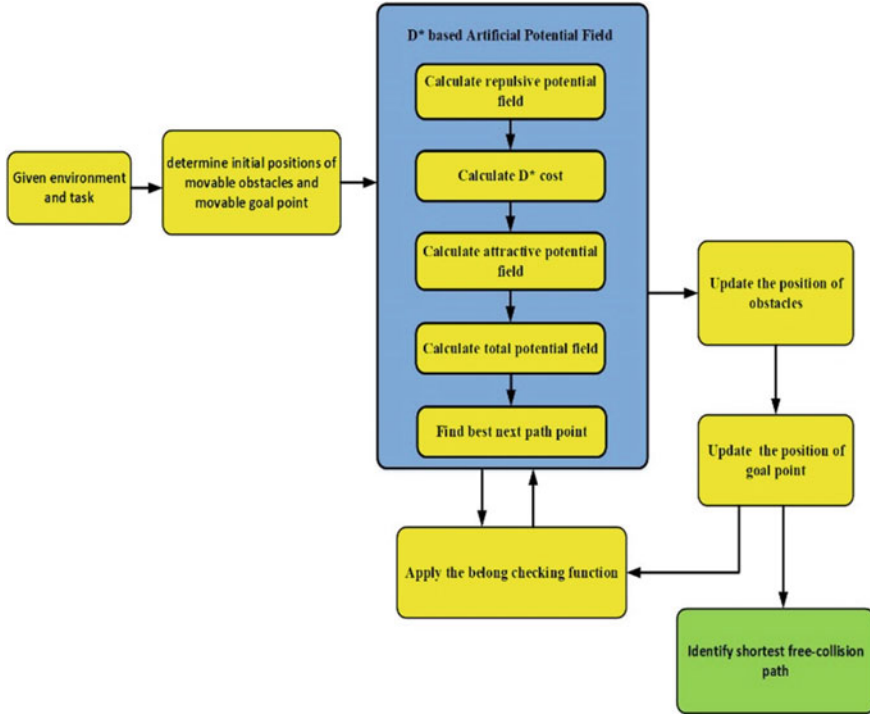 D* based Artificial Potential Field
Calculate repulsive potential
field
Calculate D* cost
Calculate attractive potential
field
Calculate total potential field
Find best next path point
Given environment
and task
determine initial positions of
movable obstacles and
movable goal point
Update the position of
obstacles
Update the position of
goal point
Apply the belong checking function
Identify shortest free-collision
path